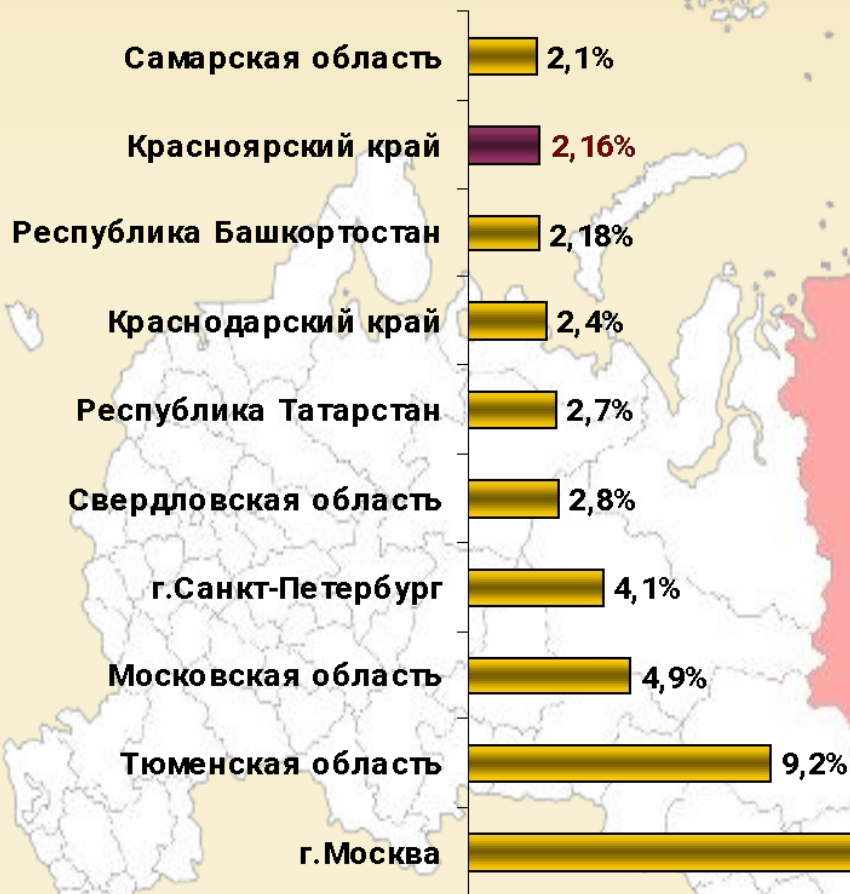 Самарская область 2,1%
Красноярский край 2,16%
Республика Башкортостан 2,18%
Краснодарский край 2,4%
Республика Татарстан 2,7%
Свердловская область 2,8%
г.Санкт-Петербург 4,1%
Московская область 4,9%
Тюменская область 9,2%
г.Москва